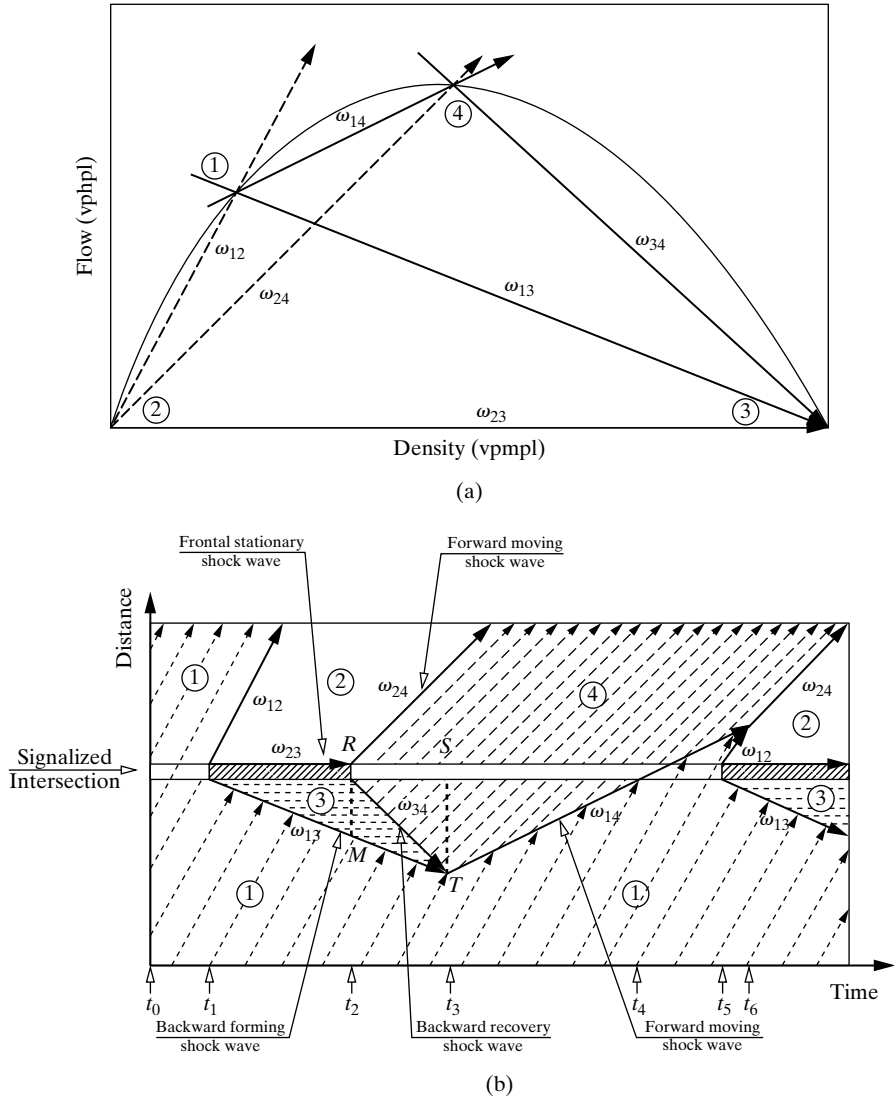 ④
ω₁₄
①
Flow (vphpl)
ω₁₂
ω₃₄
ω₂₄
ω₁₃
②
ω₂₃
③
Density (vpmpl)
(a)
Frontal stationary
shock wave
Forward moving
shock wave
Distance
①
②
ω₂₄
④
ω₂₄
ω₁₂
②
ω₂₃
R
S
ω₁₂
Signalized
Intersection
③
ω₃₄
③
ω₁₃
ω₁₄
ω₁₃
M
T
①
①
t₀
t₁
t₂
t₃
t₄
t₅
t₆
Time
Backward forming
shock wave
Backward recovery
shock wave
Forward moving
shock wave
(b)